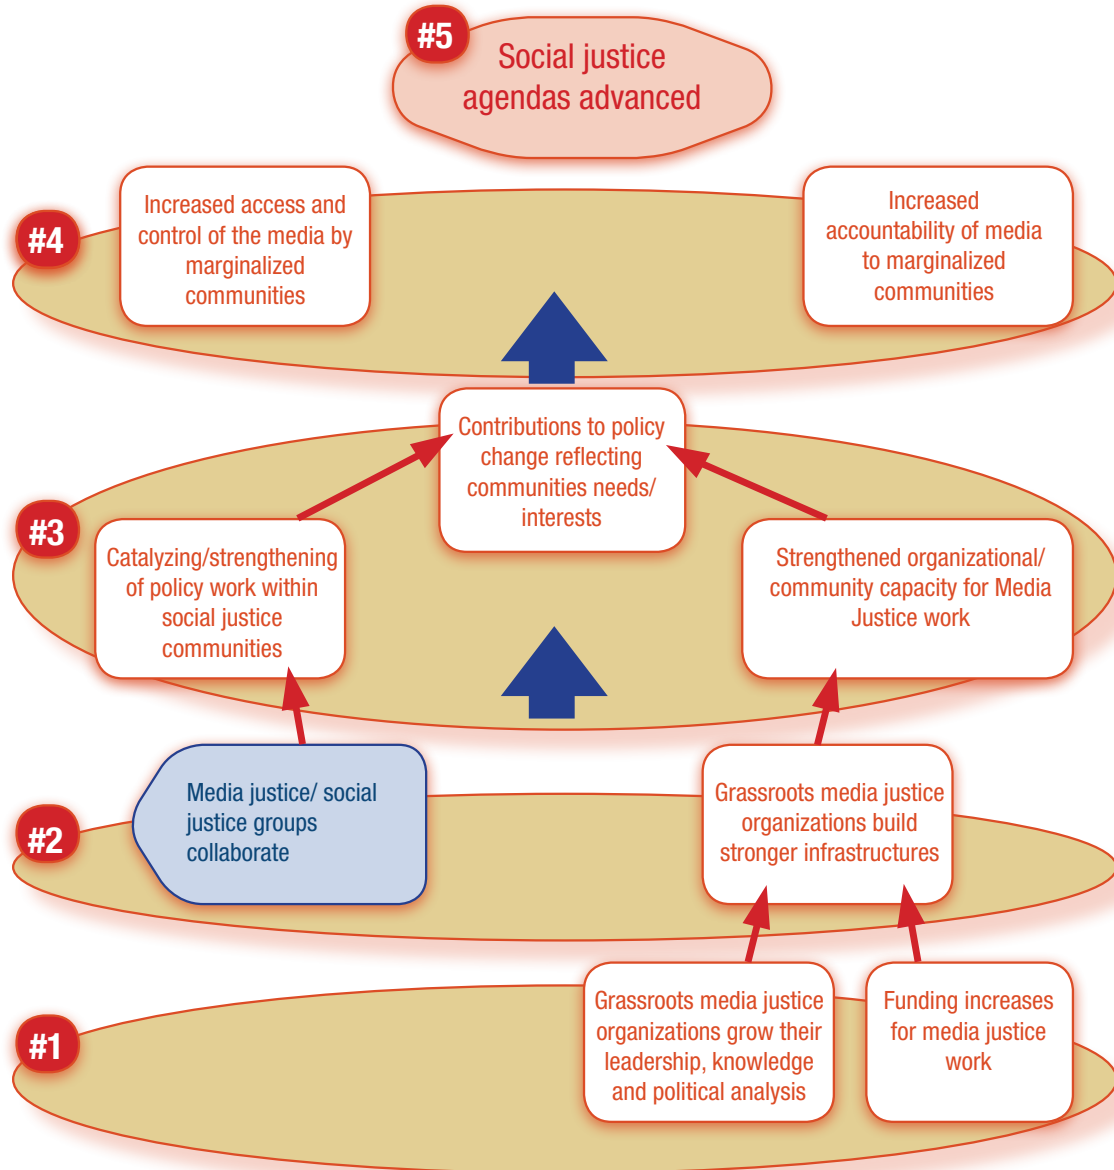 #5
Social justice
agendas advanced
#4
Increased access and
control of the media by
marginalized
communities
Increased
accountability of media
to marginalized
communities
Contributions to policy
change reflecting
communities needs/
interests
#3
Catalyzing/strengthening
of policy work within
social justice
communities
Strengthened organizational/
community capacity for Media
Justice work
#2
Media justice/ social
justice groups
collaborate
Grassroots media justice
organizations build
stronger infrastructures
#1
Grassroots media justice
organizations grow their
leadership, knowledge
and political analysis
Funding increases
for media justice
work